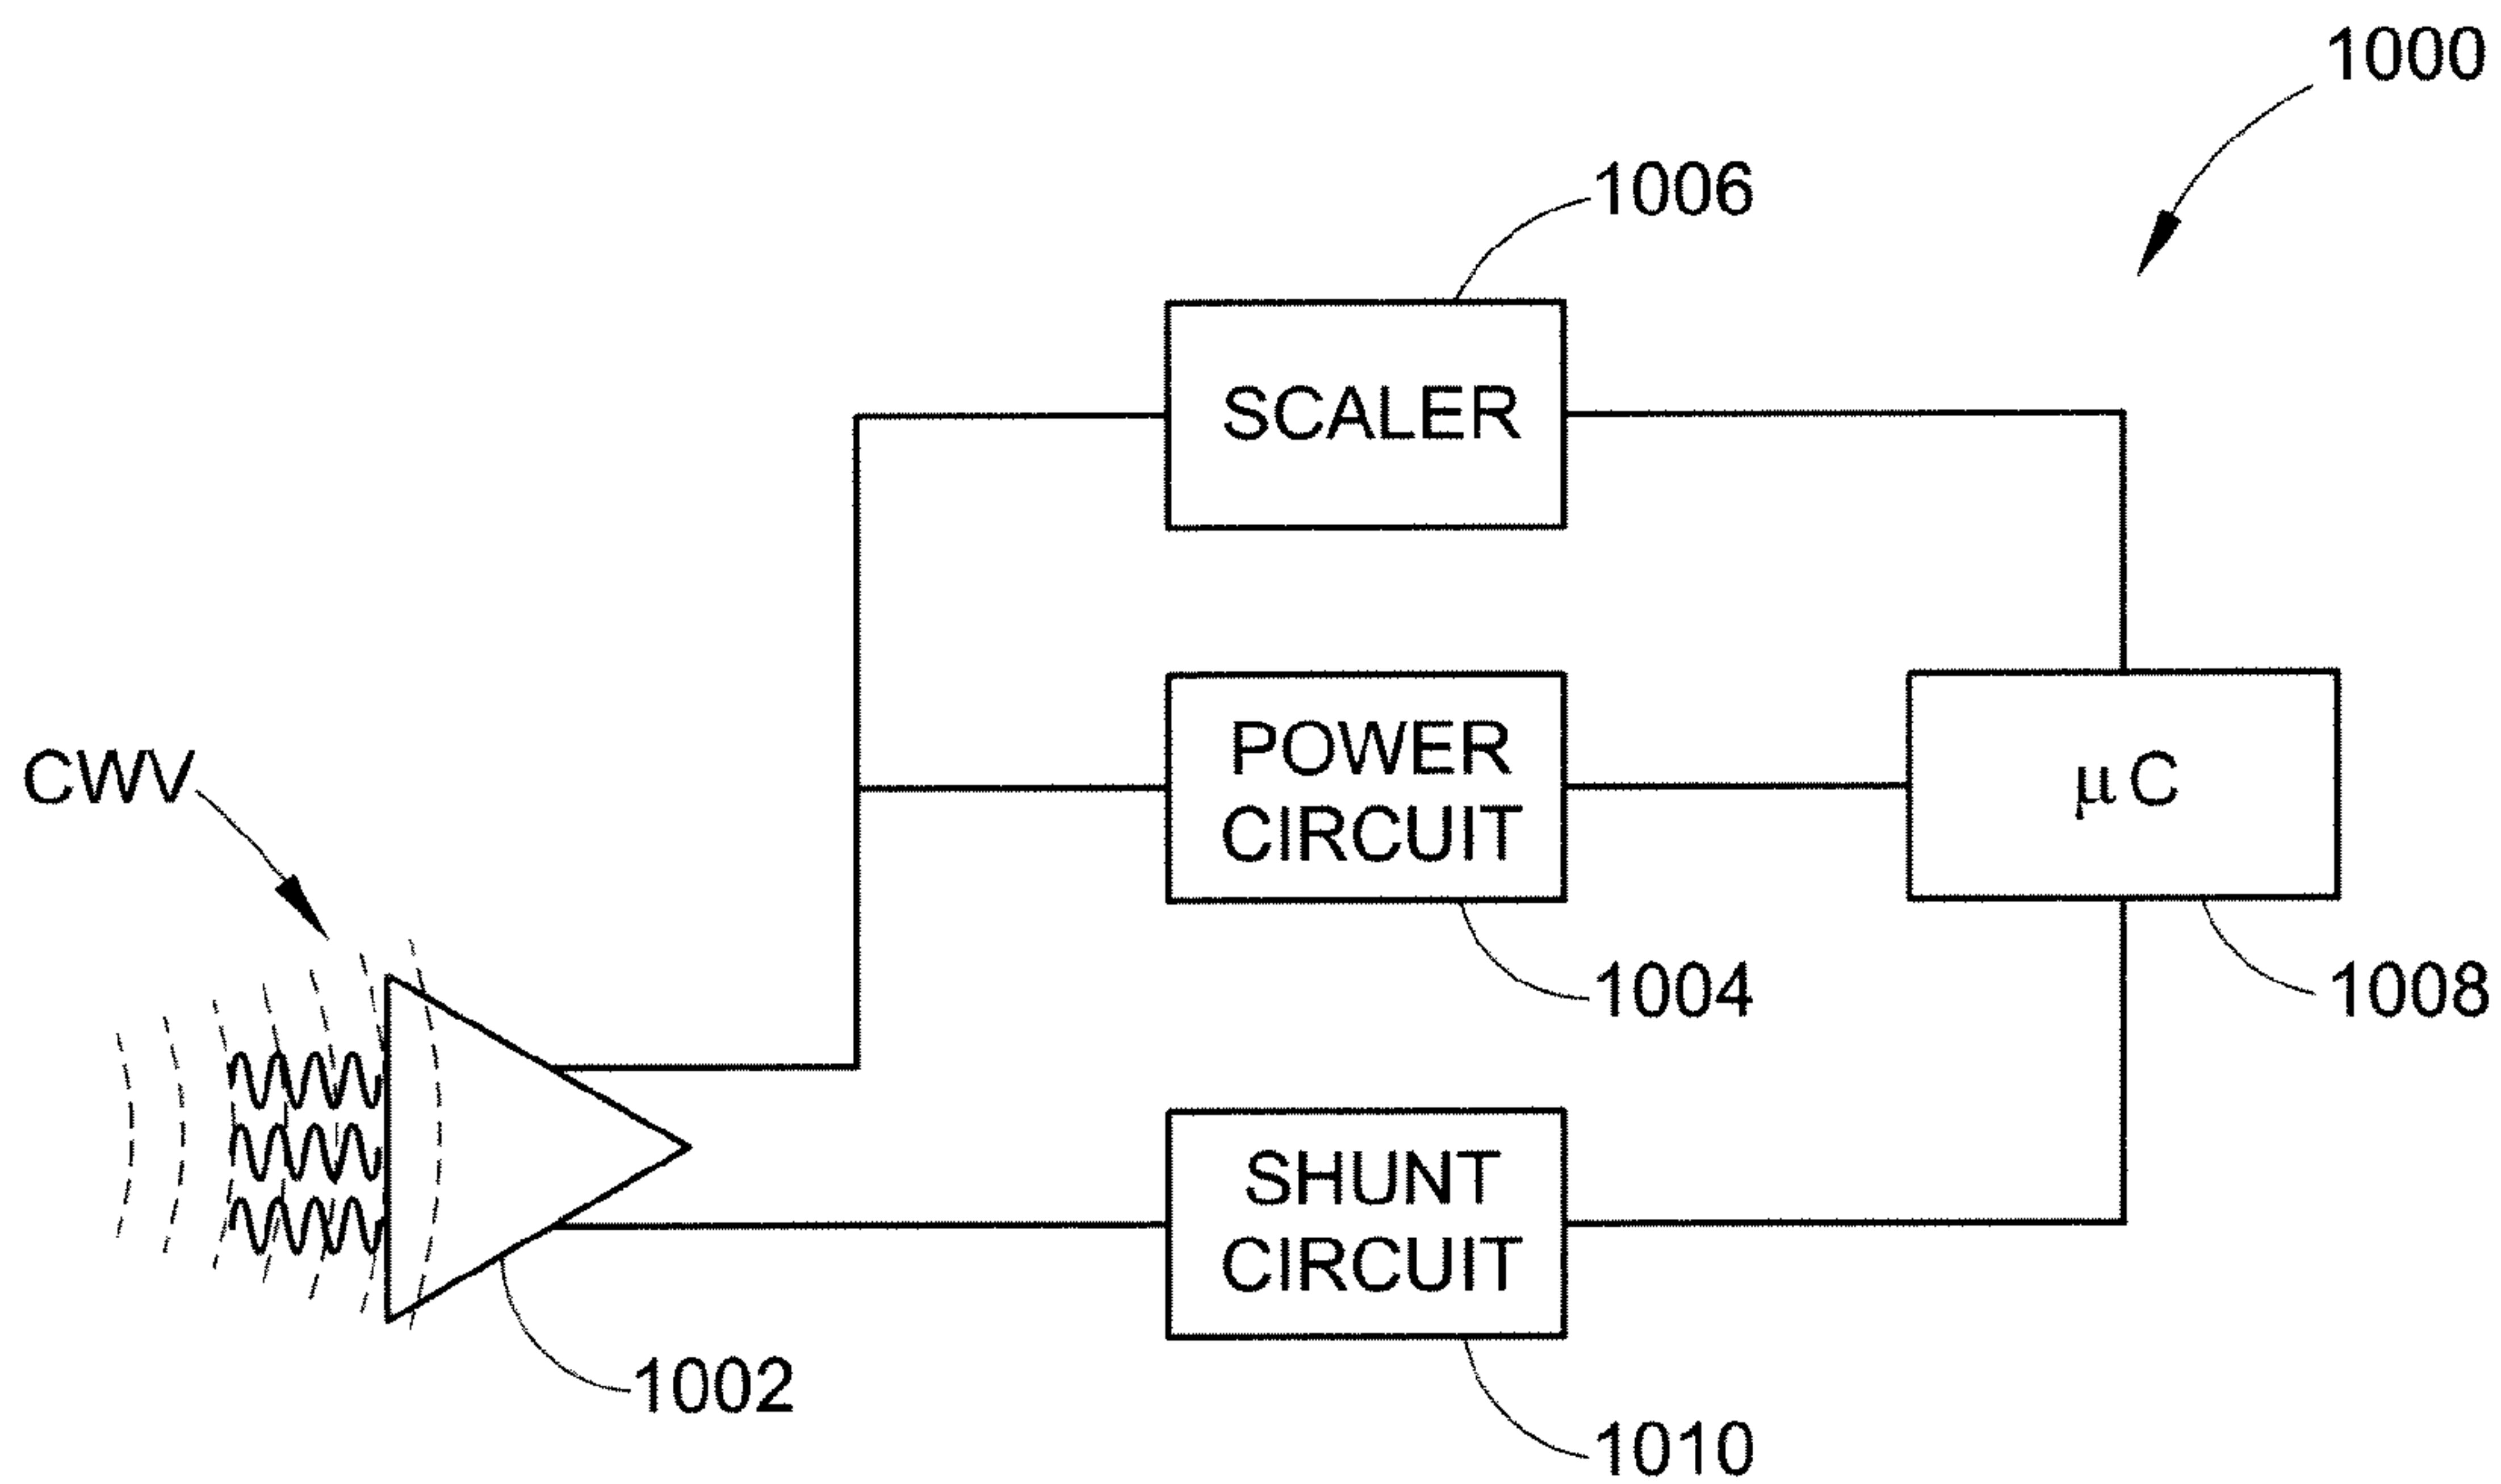 1000
1006
SCALER
POWER
CIRCUIT
μC
CWV
1004
1008
SHUNT
CIRCUIT
1002
1010